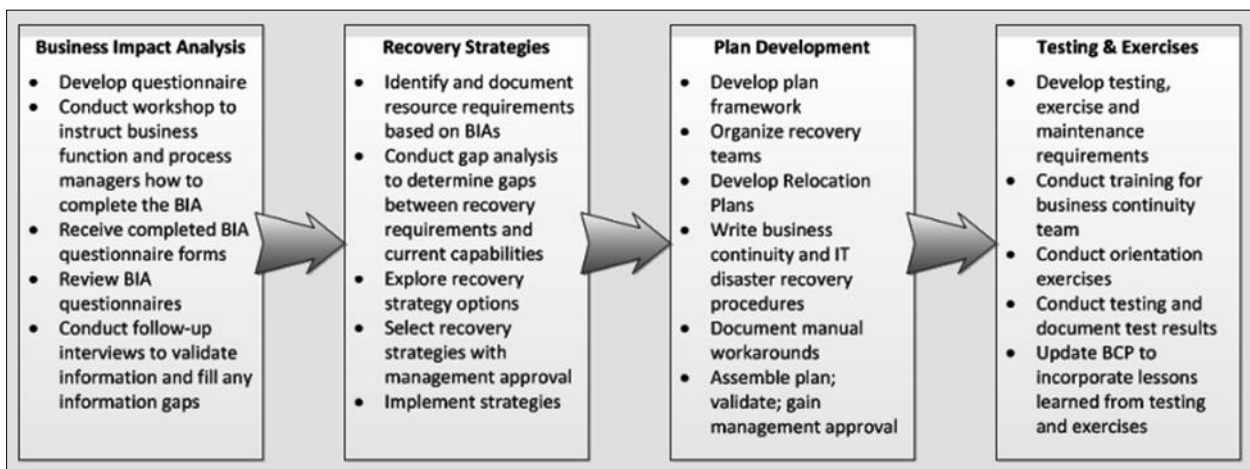 Business Impact Analysis
• Develop questionnaire
• Conduct workshop to
instruct business
function and process
managers how to
complete the BIA
• Receive completed BIA
questionnaire forms
• Review BIA
questionnaires
• Conduct follow-up
interviews to validate
information and fill any
information gaps
Recovery Strategies
• Identify and document
resource requirements
based on BIAs
• Conduct gap analysis
to determine gaps
between recovery
requirements and
current capabilities
• Explore recovery
strategy options
• Select recovery
strategies with
management approval
• Implement strategies
Plan Development
• Develop plan
framework
• Organize recovery
teams
• Develop Relocation
Plans
• Write business
continuity and IT
disaster recovery
procedures
• Document manual
workarounds
• Assemble plan;
validate; gain
management approval
Testing & Exercises
• Develop testing,
exercise and
maintenance
requirements
• Conduct training for
business continuity
team
• Conduct orientation
exercises
• Conduct testing and
document test results
• Update BCP to
incorporate lessons
learned from testing
and exercises